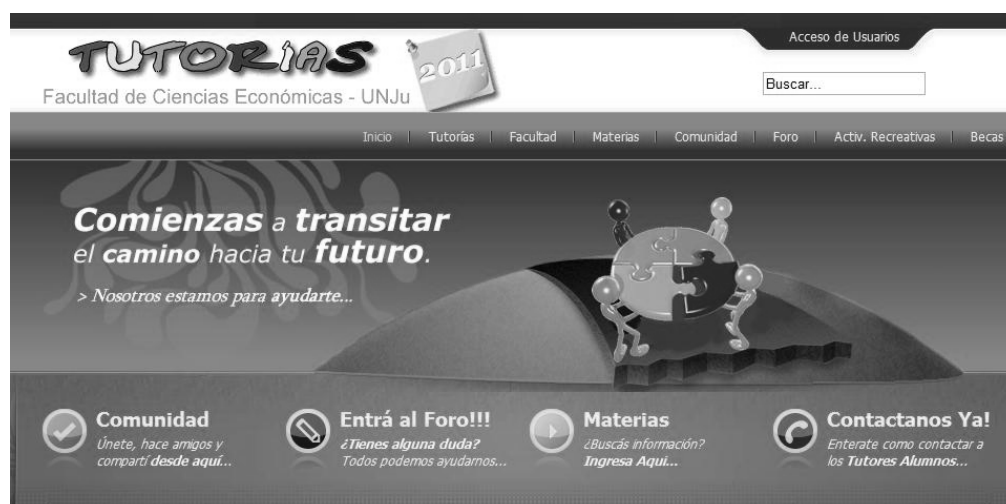 Acceso de Usuarios
TUTORIAS
2011
Facultad de Ciencias Económicas - UNJu
Buscar...
Inicio | Tutorías | Facultad | Materias | Comunidad | Foro | Activ. Recreativas | Becas
Comienzas a transitar
el camino hacia tu futuro.
> Nosotros estamos para ayudarte...
Comunidad
Únete, hace amigos y
compartí desde aquí...
Entrá al Foro!!!
¿Tienes alguna duda?
Todos podemos ayudarnos...
Materias
¿Buscás información?
Ingresa Aqui...
Contactanos Ya!
Enterate como contactar a
los Tutores Alumnos...